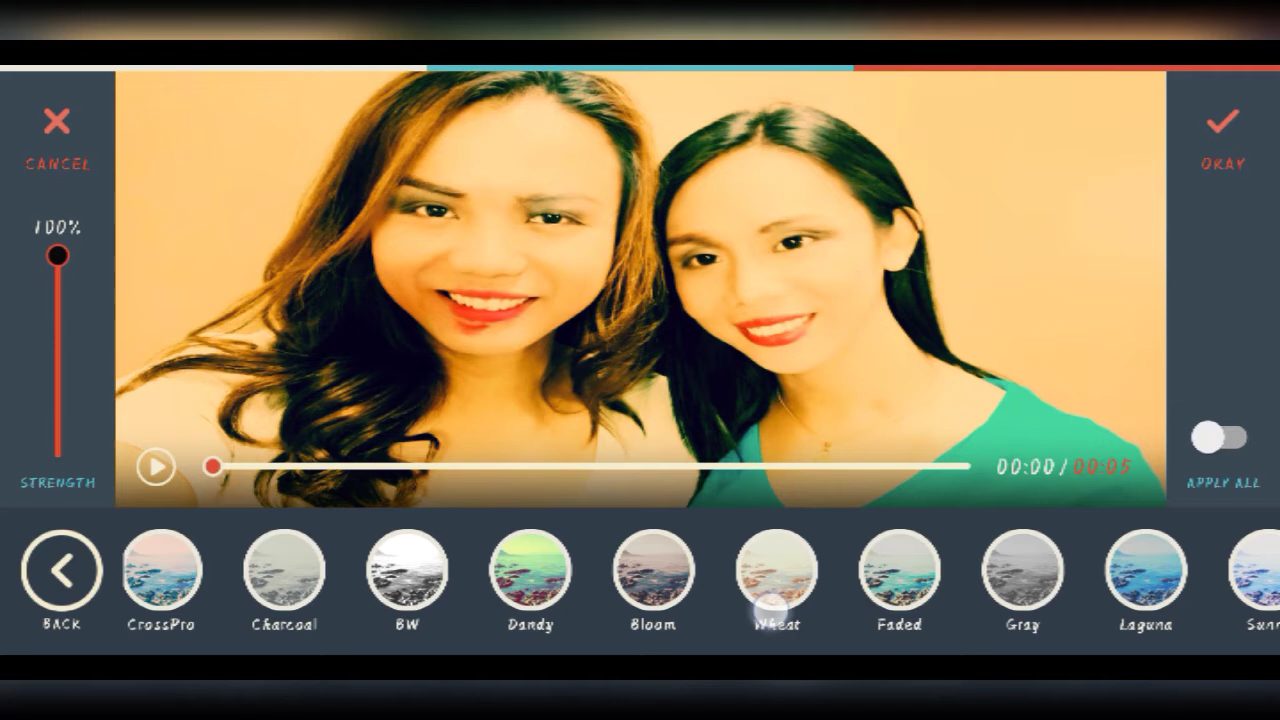 CANCEL
OKAY
100%
00:00 / 00:05
STRENGTH
APPLY ALL
BACK
CrossPro
Charcoal
BW
Dandy
Bloom
Wheat
Faded
Gray
Laguna